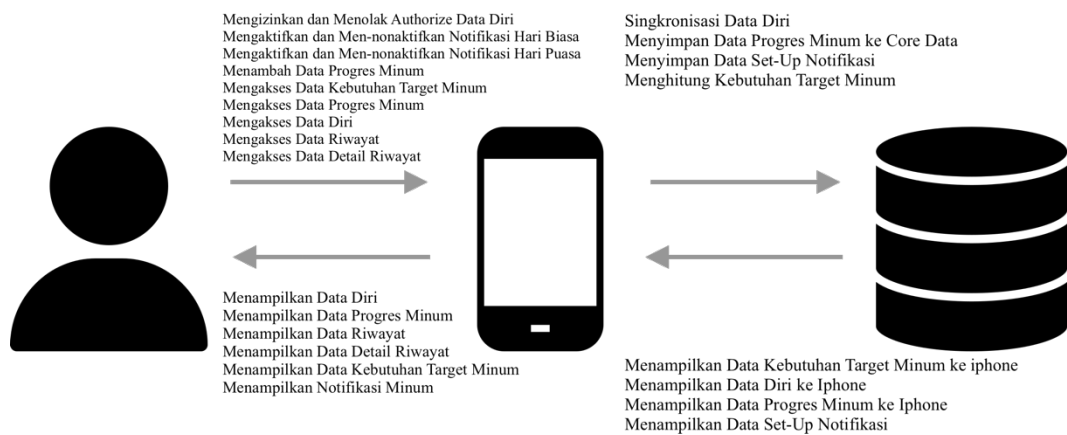 Mengizinkan dan Menolak Authorize Data Diri
Mengaktifkan dan Men-nonaktifkan Notifikasi Hari Biasa
Mengaktifkan dan Men-nonaktifkan Notifikasi Hari Puasa
Menambah Data Progres Minum
Mengakses Data Kebutuhan Target Minum
Mengakses Data Progres Minum
Mengakses Data Diri
Mengakses Data Riwayat
Mengakses Data Detail Riwayat
Singkronisasi Data Diri
Menyimpan Data Progres Minum ke Core Data
Menyimpan Data Set-Up Notifikasi
Menghitung Kebutuhan Target Minum
Menampilkan Data Diri
Menampilkan Data Progres Minum
Menampilkan Data Riwayat
Menampilkan Data Detail Riwayat
Menampilkan Data Kebutuhan Target Minum
Menampilkan Notifikasi Minum
Menampilkan Data Kebutuhan Target Minum ke iphone
Menampilkan Data Diri ke Iphone
Menampilkan Data Progres Minum ke Iphone
Menampilkan Data Set-Up Notifikasi